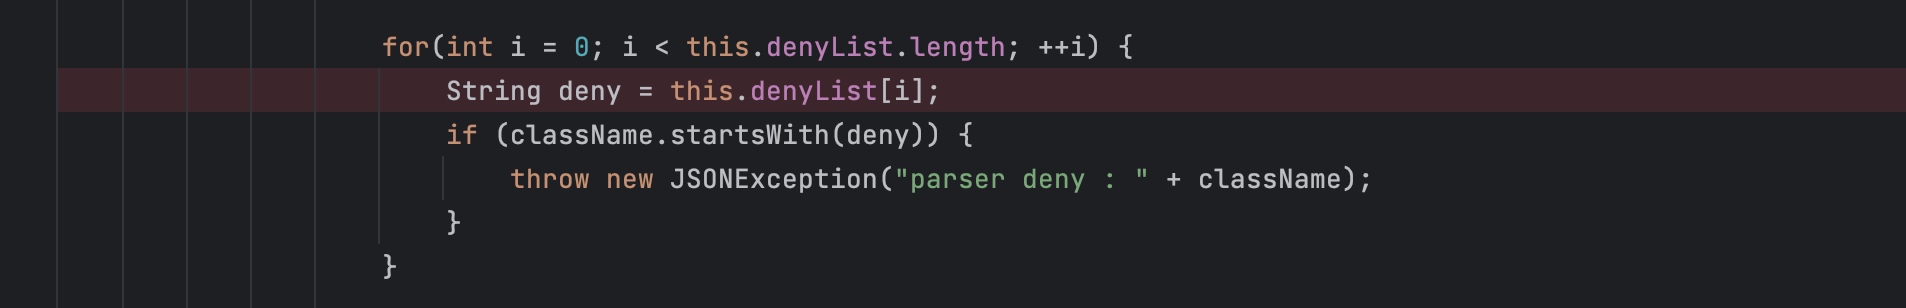 for(int i = 0; i < this.denyList.length; ++i) {
String deny = this.denyList[i];
if (className.startsWith(deny)) {
throw new JSONException("parser deny : " + className);
}
}